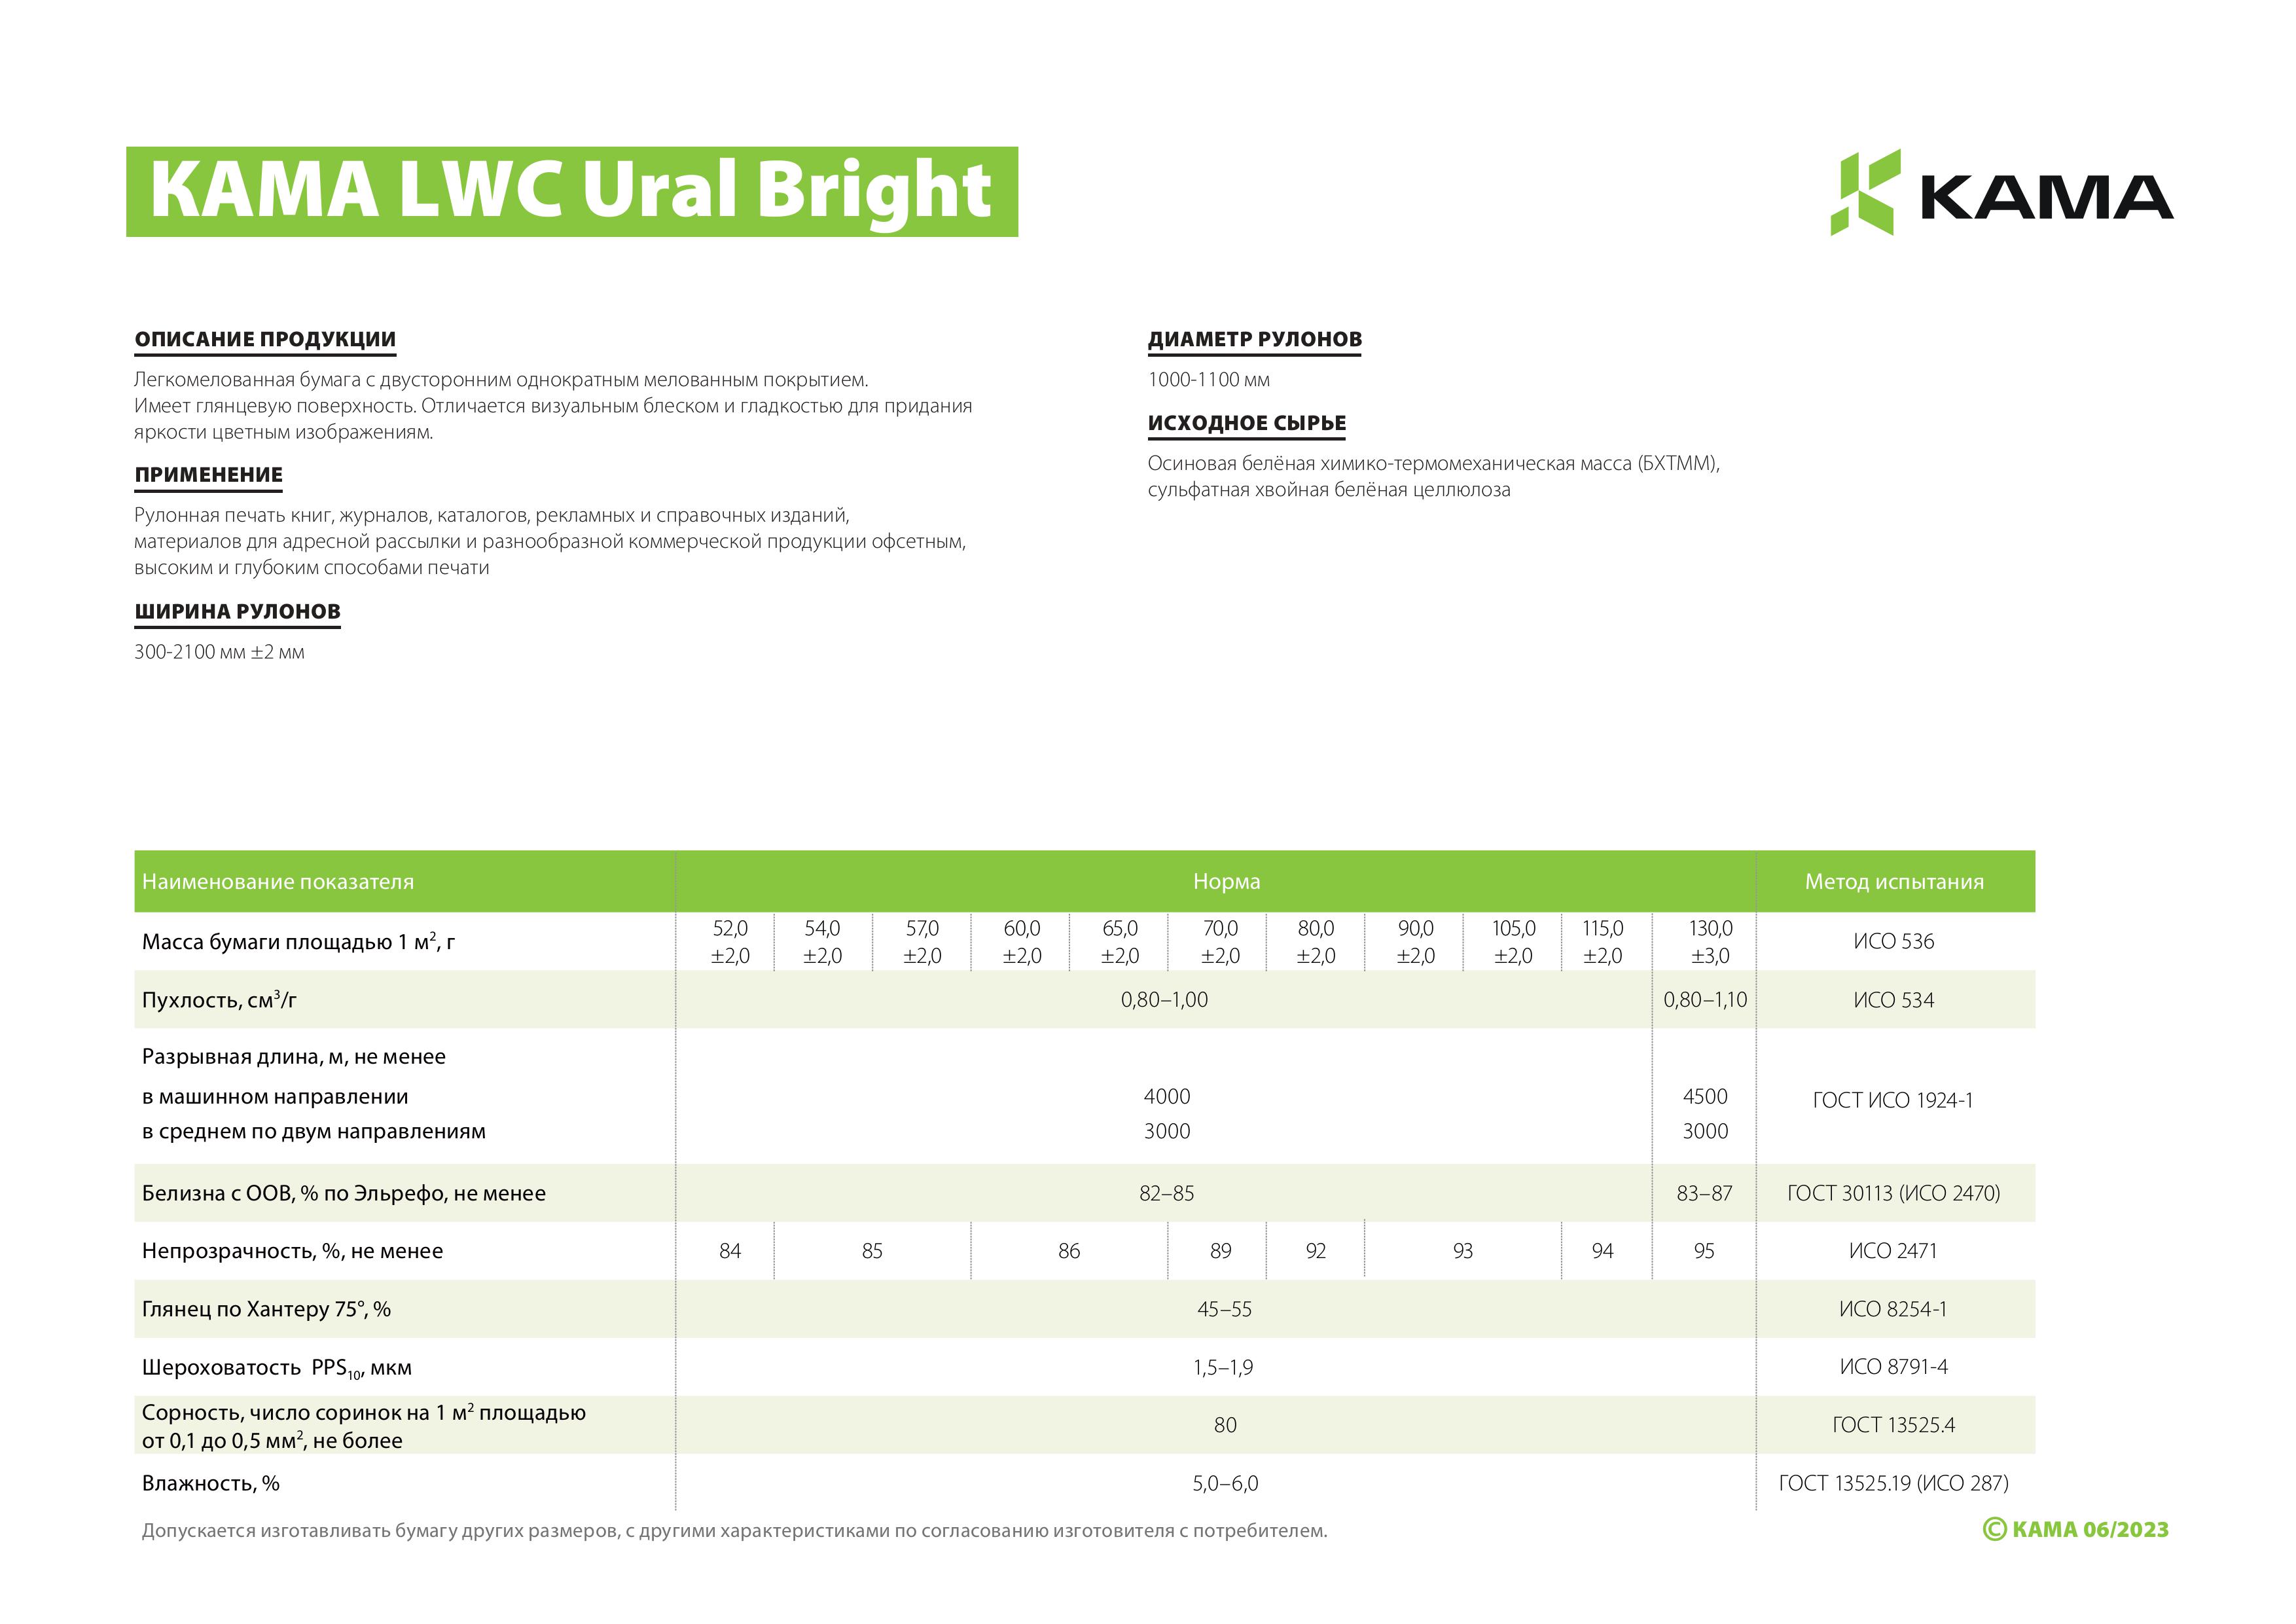 KAMA LWC Ural Bright
KAMA
ОПИСАНИЕ ПРОДУКЦИИ
Легкомелованная бумага с двусторонним однократным мелованным покрытием.
Имеет глянцевую поверхность. Отличается визуальным блеском и гладкостью для придания
яркости цветным изображениям.
ПРИМЕНЕНИЕ
Рулонная печать книг, журналов, каталогов, рекламных и справочных изданий,
материалов для адресной рассылки и разнообразной коммерческой продукции офсетным,
высоким и глубоким способами печати
ШИРИНА РУЛОНОВ
300-2100 мм ±2 мм
ДИАМЕТР РУЛОНОВ
1000-1100 мм
ИСХОДНОЕ СЫРЬЕ
Осиновая белёная химико-термомеханическая масса (БХТММ),
сульфатная хвойная белёная целлюлоза
Наименование показателя Норма Метод испытания
Масса бумаги площадью 1 м², г 52,0 ±2,0 54,0 ±2,0 57,0 ±2,0 60,0 ±2,0 65,0 ±2,0 70,0 ±2,0 80,0 ±2,0 90,0 ±2,0 105,0 ±2,0 115,0 ±2,0 130,0 ±3,0 ИСО 536
Пухлость, см³/г 0,80–1,00 0,80–1,10 ИСО 534
Разрывная длина, м, не менее
в машинном направлении 4000 4500 ГОСТ ИСО 1924-1
в среднем по двум направлениям 3000 3000
Белизна с ООВ, % по Эльрефо, не менее 82–85 83–87 ГОСТ 30113 (ИСО 2470)
Непрозрачность, %, не менее 84 85 86 89 92 93 94 95 ИСО 2471
Глянец по Хантеру 75°, % 45–55 ИСО 8254-1
Шероховатость PPS₁₀, мкм 1,5–1,9 ИСО 8791-4
Сорность, число соринок на 1 м² площадью
от 0,1 до 0,5 мм², не более 80 ГОСТ 13525.4
Влажность, % 5,0–6,0 ГОСТ 13525.19 (ИСО 287)
Допускается изготавливать бумагу других размеров, с другими характеристиками по согласованию изготовителя с потребителем.
© KAMA 06/2023